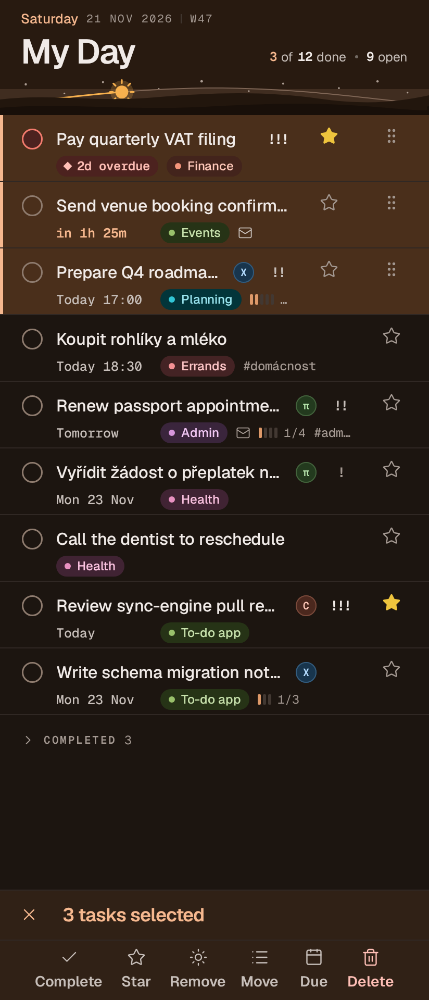 Saturday 21 NOV 2026 | W47
My Day
3 of 12 done • 9 open
Pay quarterly VAT filing !!!
2d overdue Finance
Send venue booking confirm…
in 1h 25m Events
Prepare Q4 roadma… X !!
Today 17:00 Planning …
Koupit rohlíky a mléko
Today 18:30 Errands #domácnost
Renew passport appointme… π !!
Tomorrow Admin 1/4 #adm…
Vyřídit žádost o přeplatek n… π !
Mon 23 Nov Health
Call the dentist to reschedule
Health
Review sync-engine pull re… C !!!
Today To-do app
Write schema migration not… X
Mon 23 Nov To-do app 1/3
COMPLETED 3
3 tasks selected
Complete Star Remove Move Due Delete